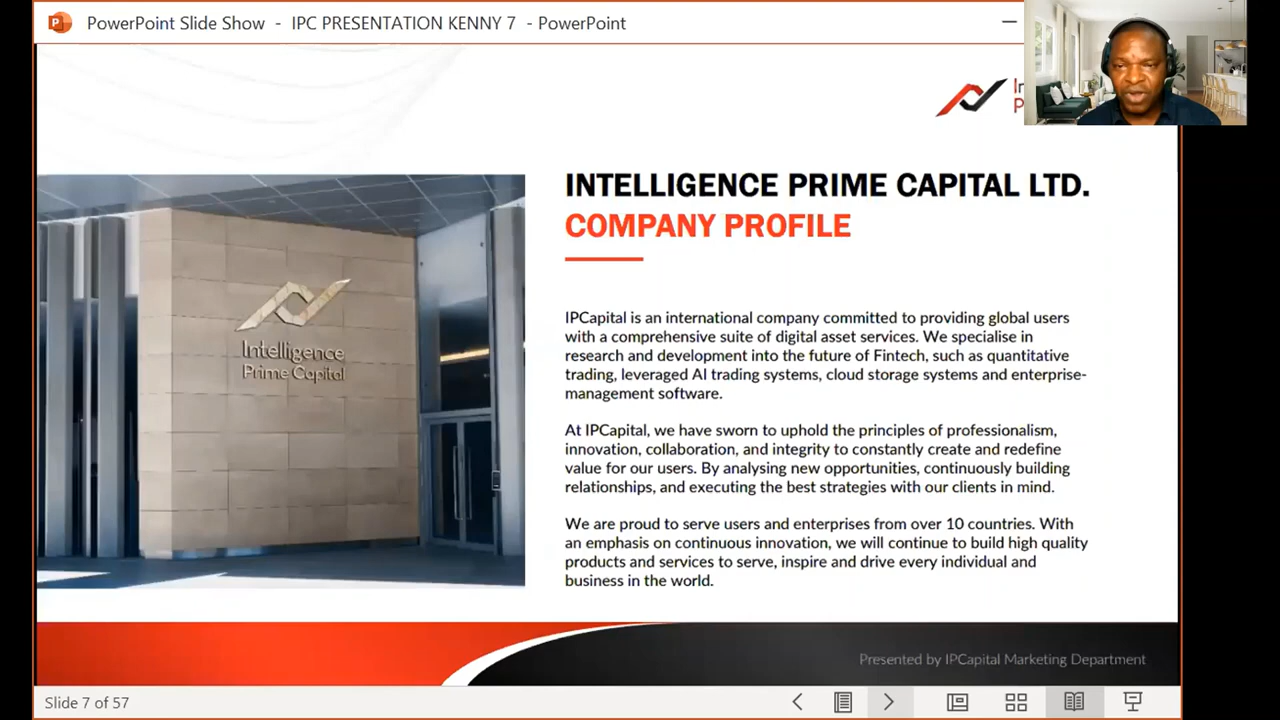 PowerPoint Slide Show - IPC PRESENTATION KENNY 7 - PowerPoint
INTELLIGENCE PRIME CAPITAL LTD.
COMPANY PROFILE
Intelligence
Prime Capital
IPCapital is an international company committed to providing global users
with a comprehensive suite of digital asset services. We specialise in
research and development into the future of Fintech, such as quantitative
trading, leveraged AI trading systems, cloud storage systems and enterprise-
management software.
At IPCapital, we have sworn to uphold the principles of professionalism,
innovation, collaboration, and integrity to constantly create and redefine
value for our users. By analysing new opportunities, continuously building
relationships, and executing the best strategies with our clients in mind.
We are proud to serve users and enterprises from over 10 countries. With
an emphasis on continuous innovation, we will continue to build high quality
products and services to serve, inspire and drive every individual and
business in the world.
Presented by IPCapital Marketing Department
Slide 7 of 57